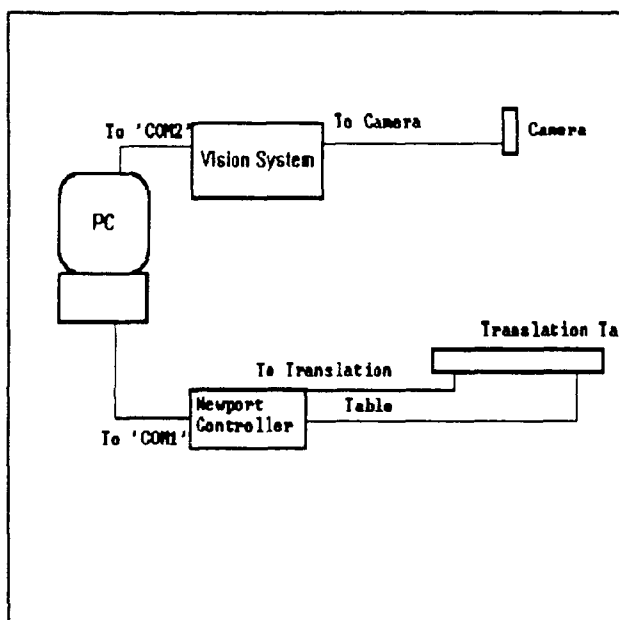 To 'COM2'
Vision System
To Camera
Camera
PC
Translation Ta
To Translation
Table
Newport
Controller
To 'COM1'